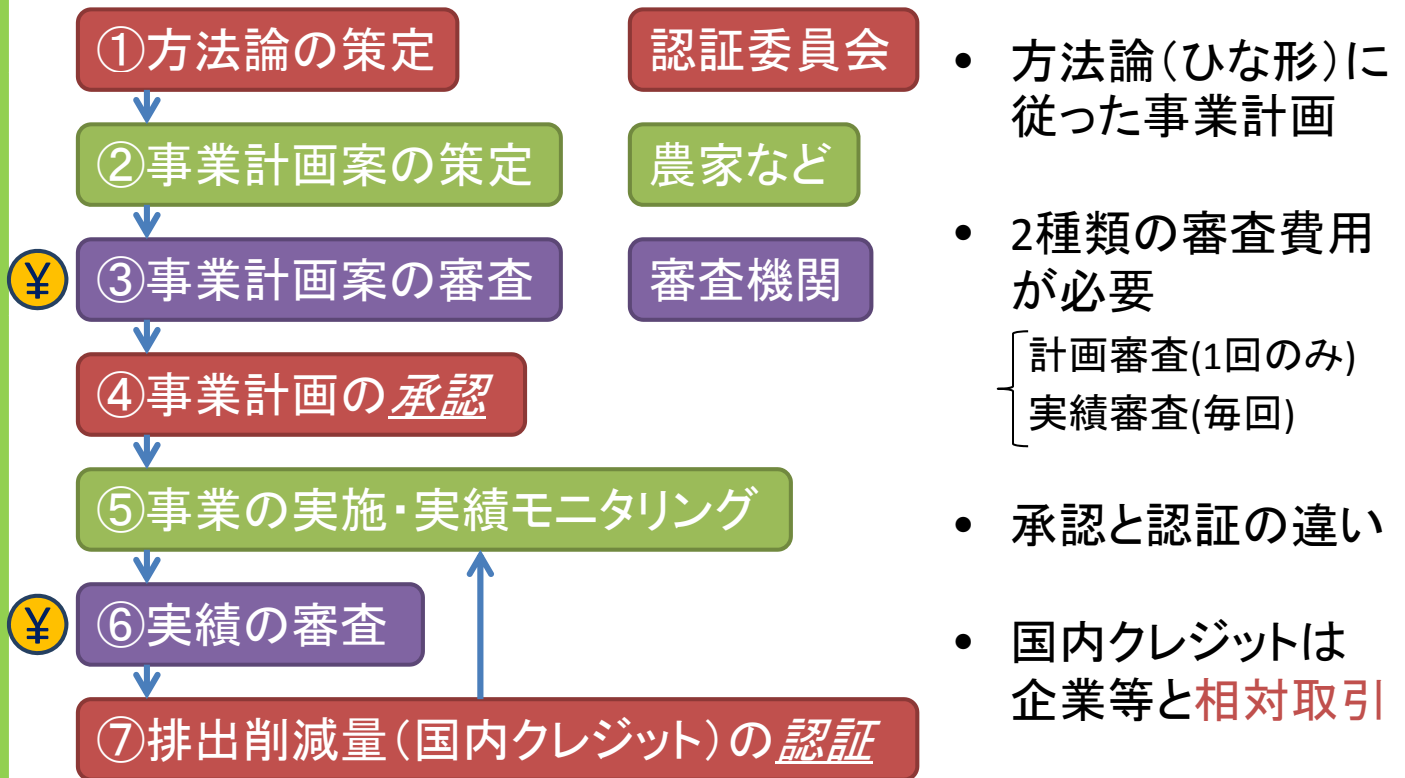 ①方法論の策定
認証委員会
②事業計画案の策定
農家など
¥
③事業計画案の審査
審査機関
④事業計画の承認
⑤事業の実施・実績モニタリング
¥
⑥実績の審査
⑦排出削減量（国内クレジット）の認証
• 方法論（ひな形）に
従った事業計画
• 2種類の審査費用
が必要
計画審査(1回のみ)
実績審査(毎回)
• 承認と認証の違い
• 国内クレジットは
企業等と相対取引